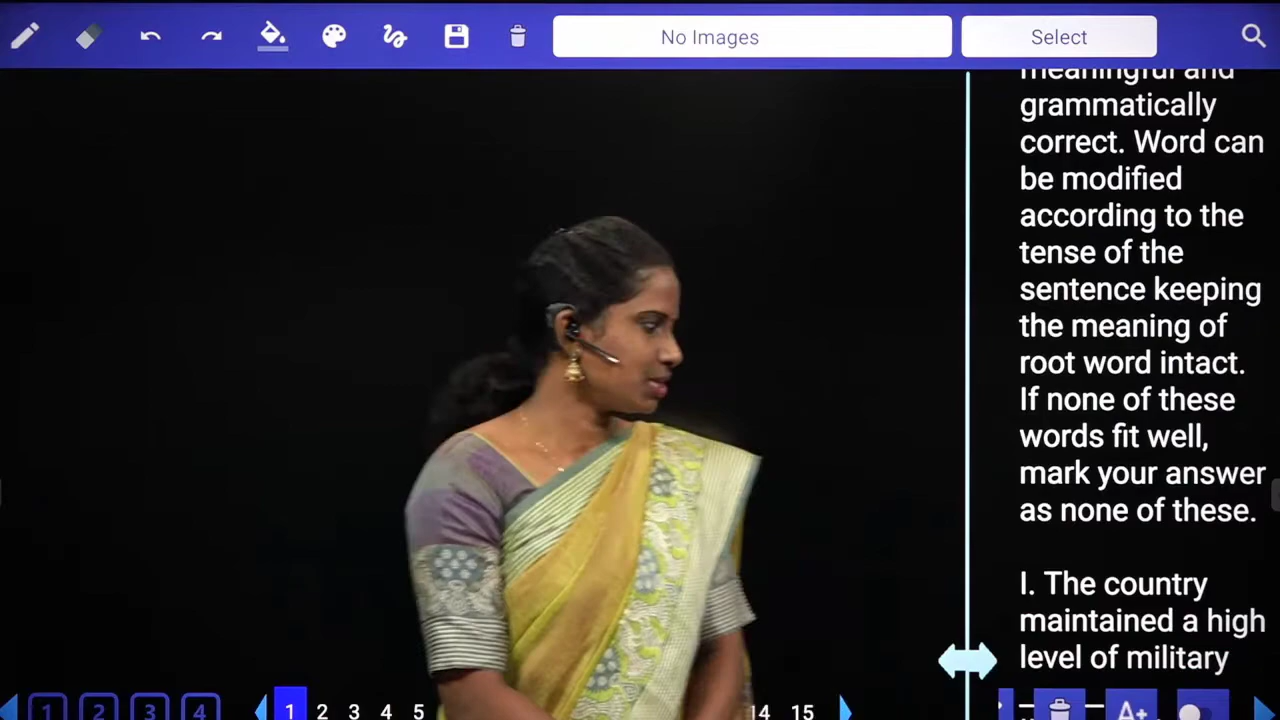 No Images
Select
meaningful and
grammatically
correct. Word can
be modified
according to the
tense of the
sentence keeping
the meaning of
root word intact.
If none of these
words fit well,
mark your answer
as none of these.
I. The country
maintained a high
level of military
1 2 3 4
1 2 3 4 5
14 15
A+